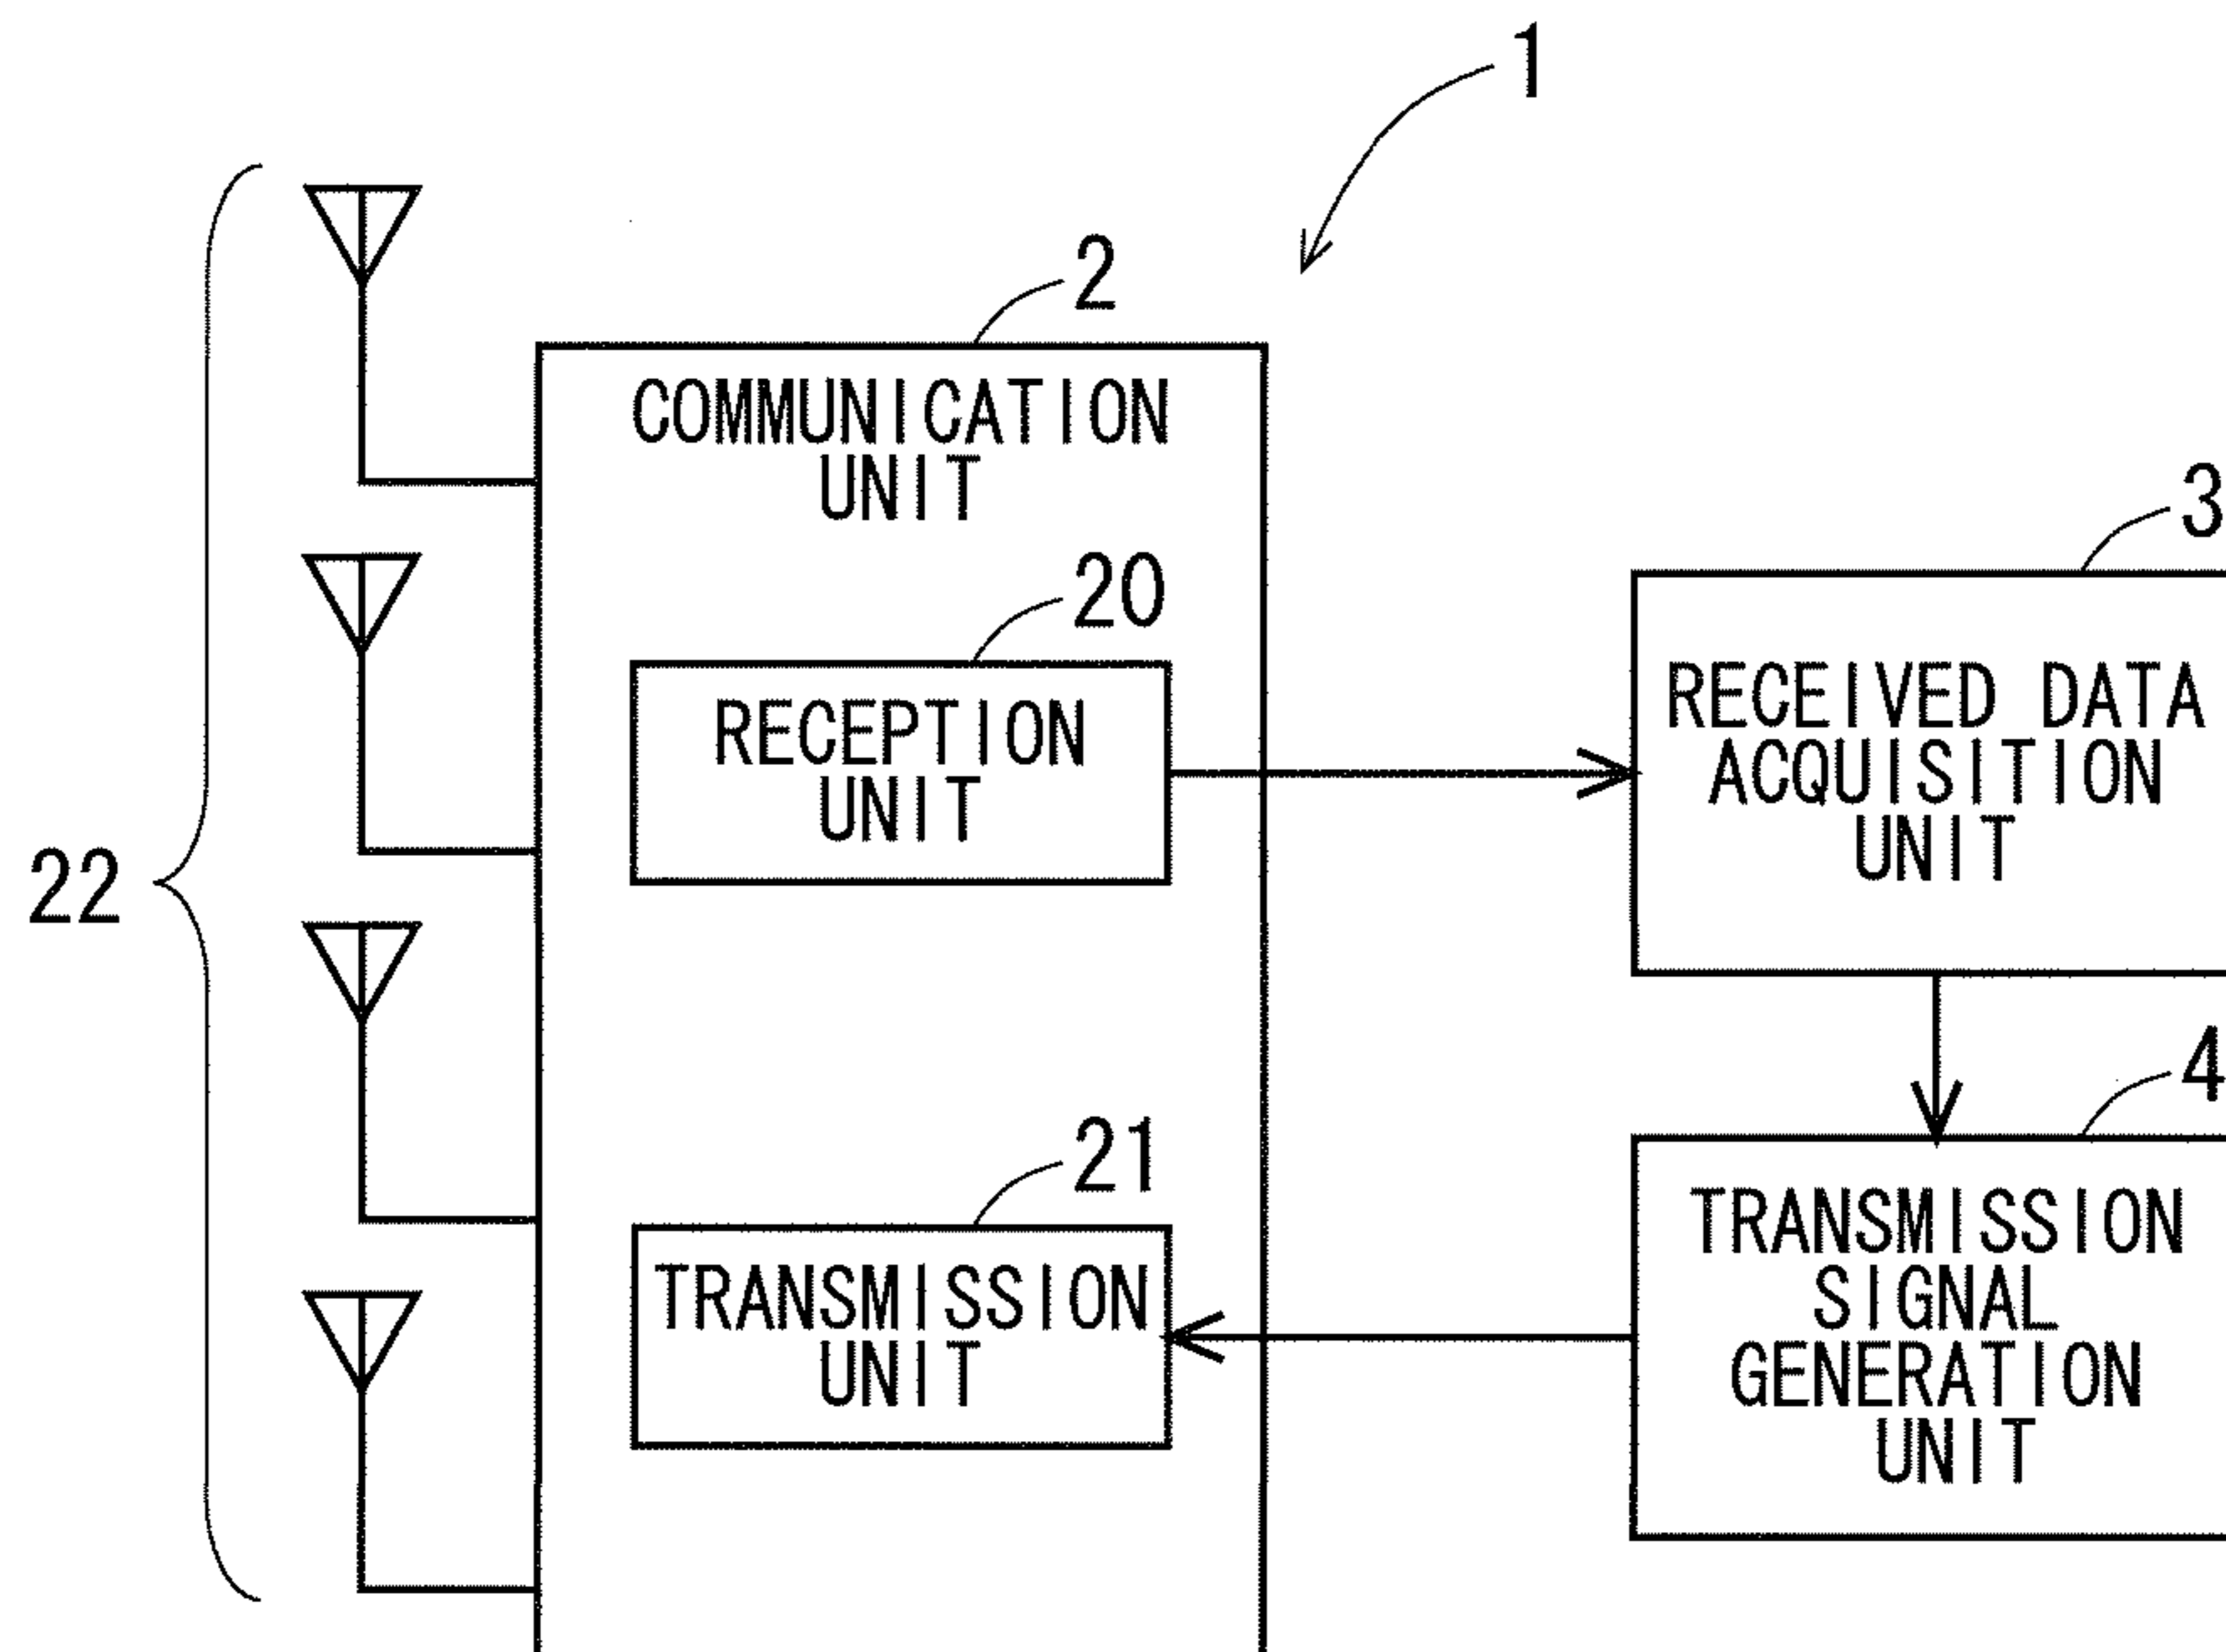 1
2
COMMUNICATION
UNIT
20
RECEPTION
UNIT
3
RECEIVED DATA
ACQUISITION
UNIT
22
4
21
TRANSMISSION
UNIT
TRANSMISSION
SIGNAL
GENERATION
UNIT